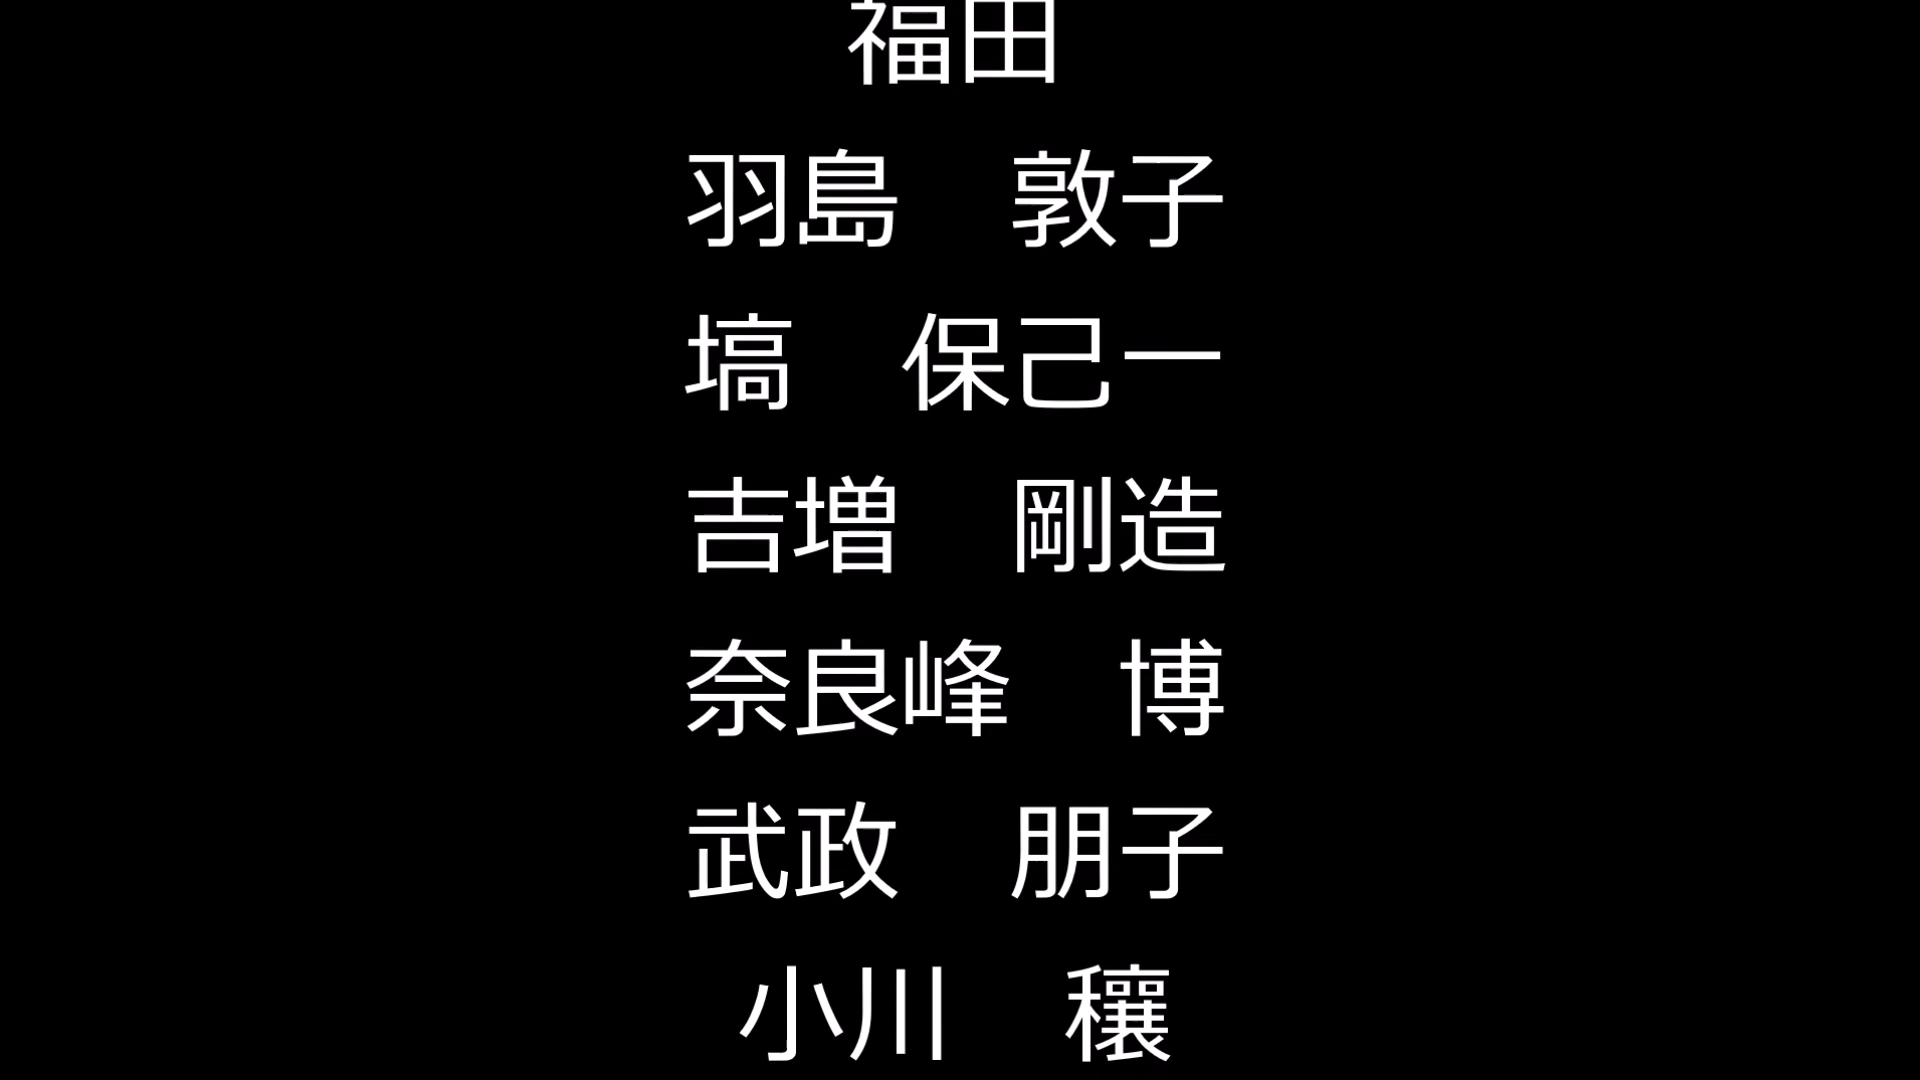 福田
羽島　敦子
塙　保己一
吉増　剛造
奈良峰　博
武政　朋子
小川　穣